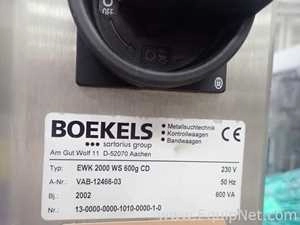 OFF
BOEKELS
sartorius group
Metallsuchtechnik
Kontrollwaagen
Bandwaagen
Am Gut Wolf 11 D-52070 Aachen
Typ: EWK 2000 WS 600g CD 230 V
A-Nr.: VAB-12466-03 50 Hz
Bj.: 2002 600 VA
Nr.: 13-0000-0000-1010-0000-1-0